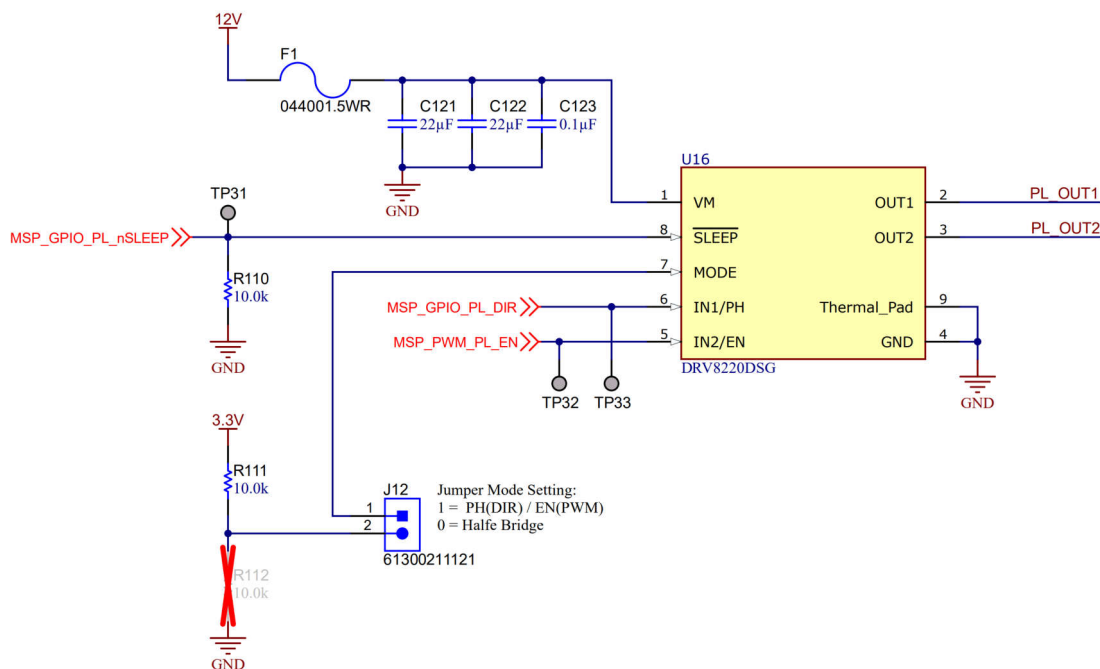 12V
F1
044001.5WR
C121
22µF
C122
22µF
C123
0.1µF
GND
TP31
MSP_GPIO_PL_nSLEEP
R110
10.0k
GND
U16
1 VM
8 SLEEP
7 MODE
6 IN1/PH
5 IN2/EN
OUT1 2
OUT2 3
Thermal_Pad 9
GND 4
DRV8220DSG
PL_OUT1
PL_OUT2
GND
MSP_GPIO_PL_DIR
MSP_PWM_PL_EN
TP32
TP33
3.3V
R111
10.0k
J12
1
2
61300211121
Jumper Mode Setting:
1 = PH(DIR) / EN(PWM)
0 = Halfe Bridge
R112
10.0k
GND